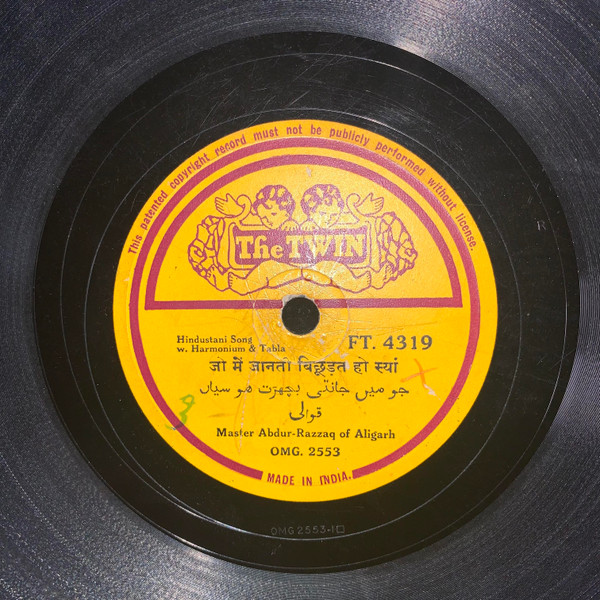 This patented copyright record must not be publicly performed without license.
The TWIN
Hindustani Song
w. Harmonium & Tabla
FT. 4319
जो में जानती बिछूड़त हो स्यां
جو میں جانتی بچھڑت ھو سیاں
قوالی
Master Abdur-Razzaq of Aligarh
OMG. 2553
MADE IN INDIA.
OMG 2553-1□